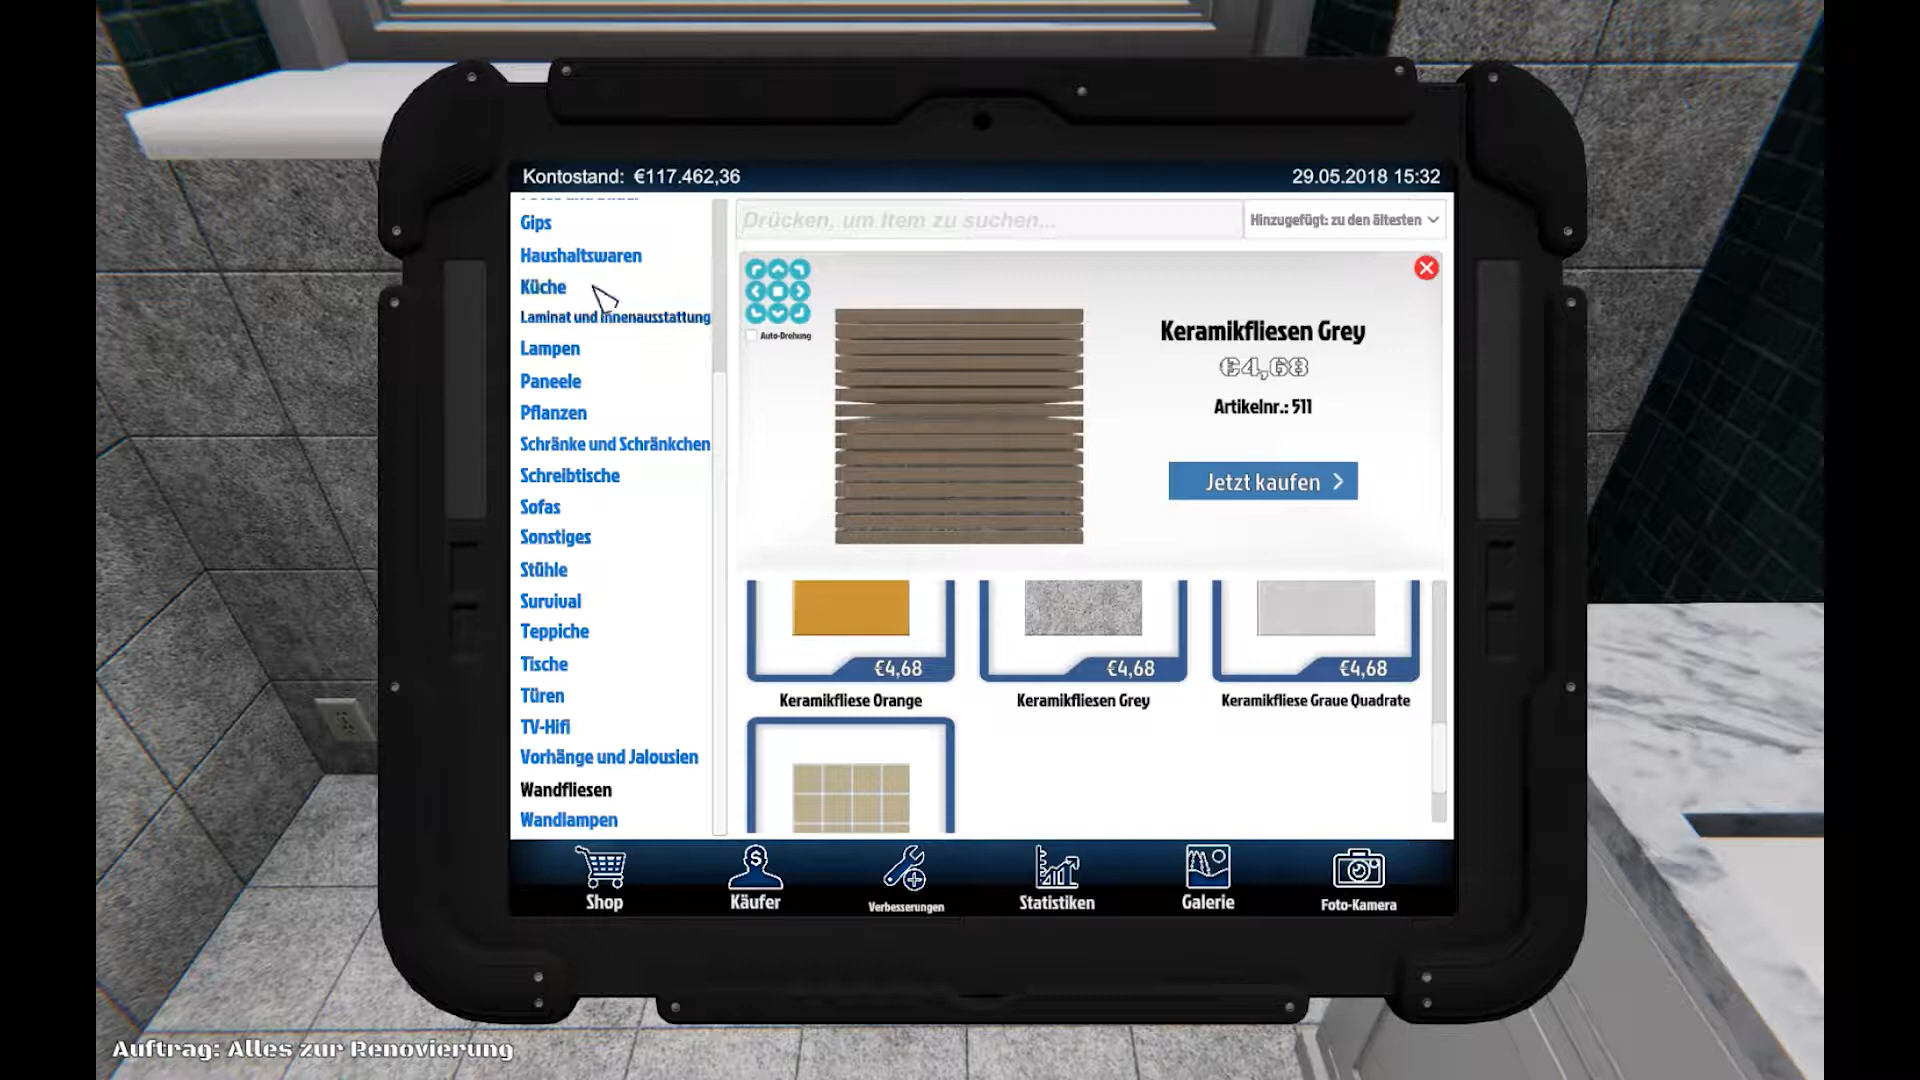 Kontostand: €117.462,36
29.05.2018 15:32
Gips
Haushaltswaren
Küche
Laminat und Innenausstattung
Lampen
Paneele
Pflanzen
Schränke und Schränkchen
Schreibtische
Sofas
Sonstiges
Stühle
Survival
Teppiche
Tische
Türen
TV-Hifi
Vorhänge und Jalousien
Wandfliesen
Wandlampen
Drücken, um Item zu suchen...
Hinzugefügt: zu den ältesten
Auto-Drehung
Keramikfliesen Grey
€4,68
Artikelnr.: 511
Jetzt kaufen
€4,68
€4,68
€4,68
Keramikfliese Orange
Keramikfliesen Grey
Keramikfliese Graue Quadrate
Shop
Käufer
Verbesserungen
Statistiken
Galerie
Foto-Kamera
Auftrag: Alles zur Renovierung